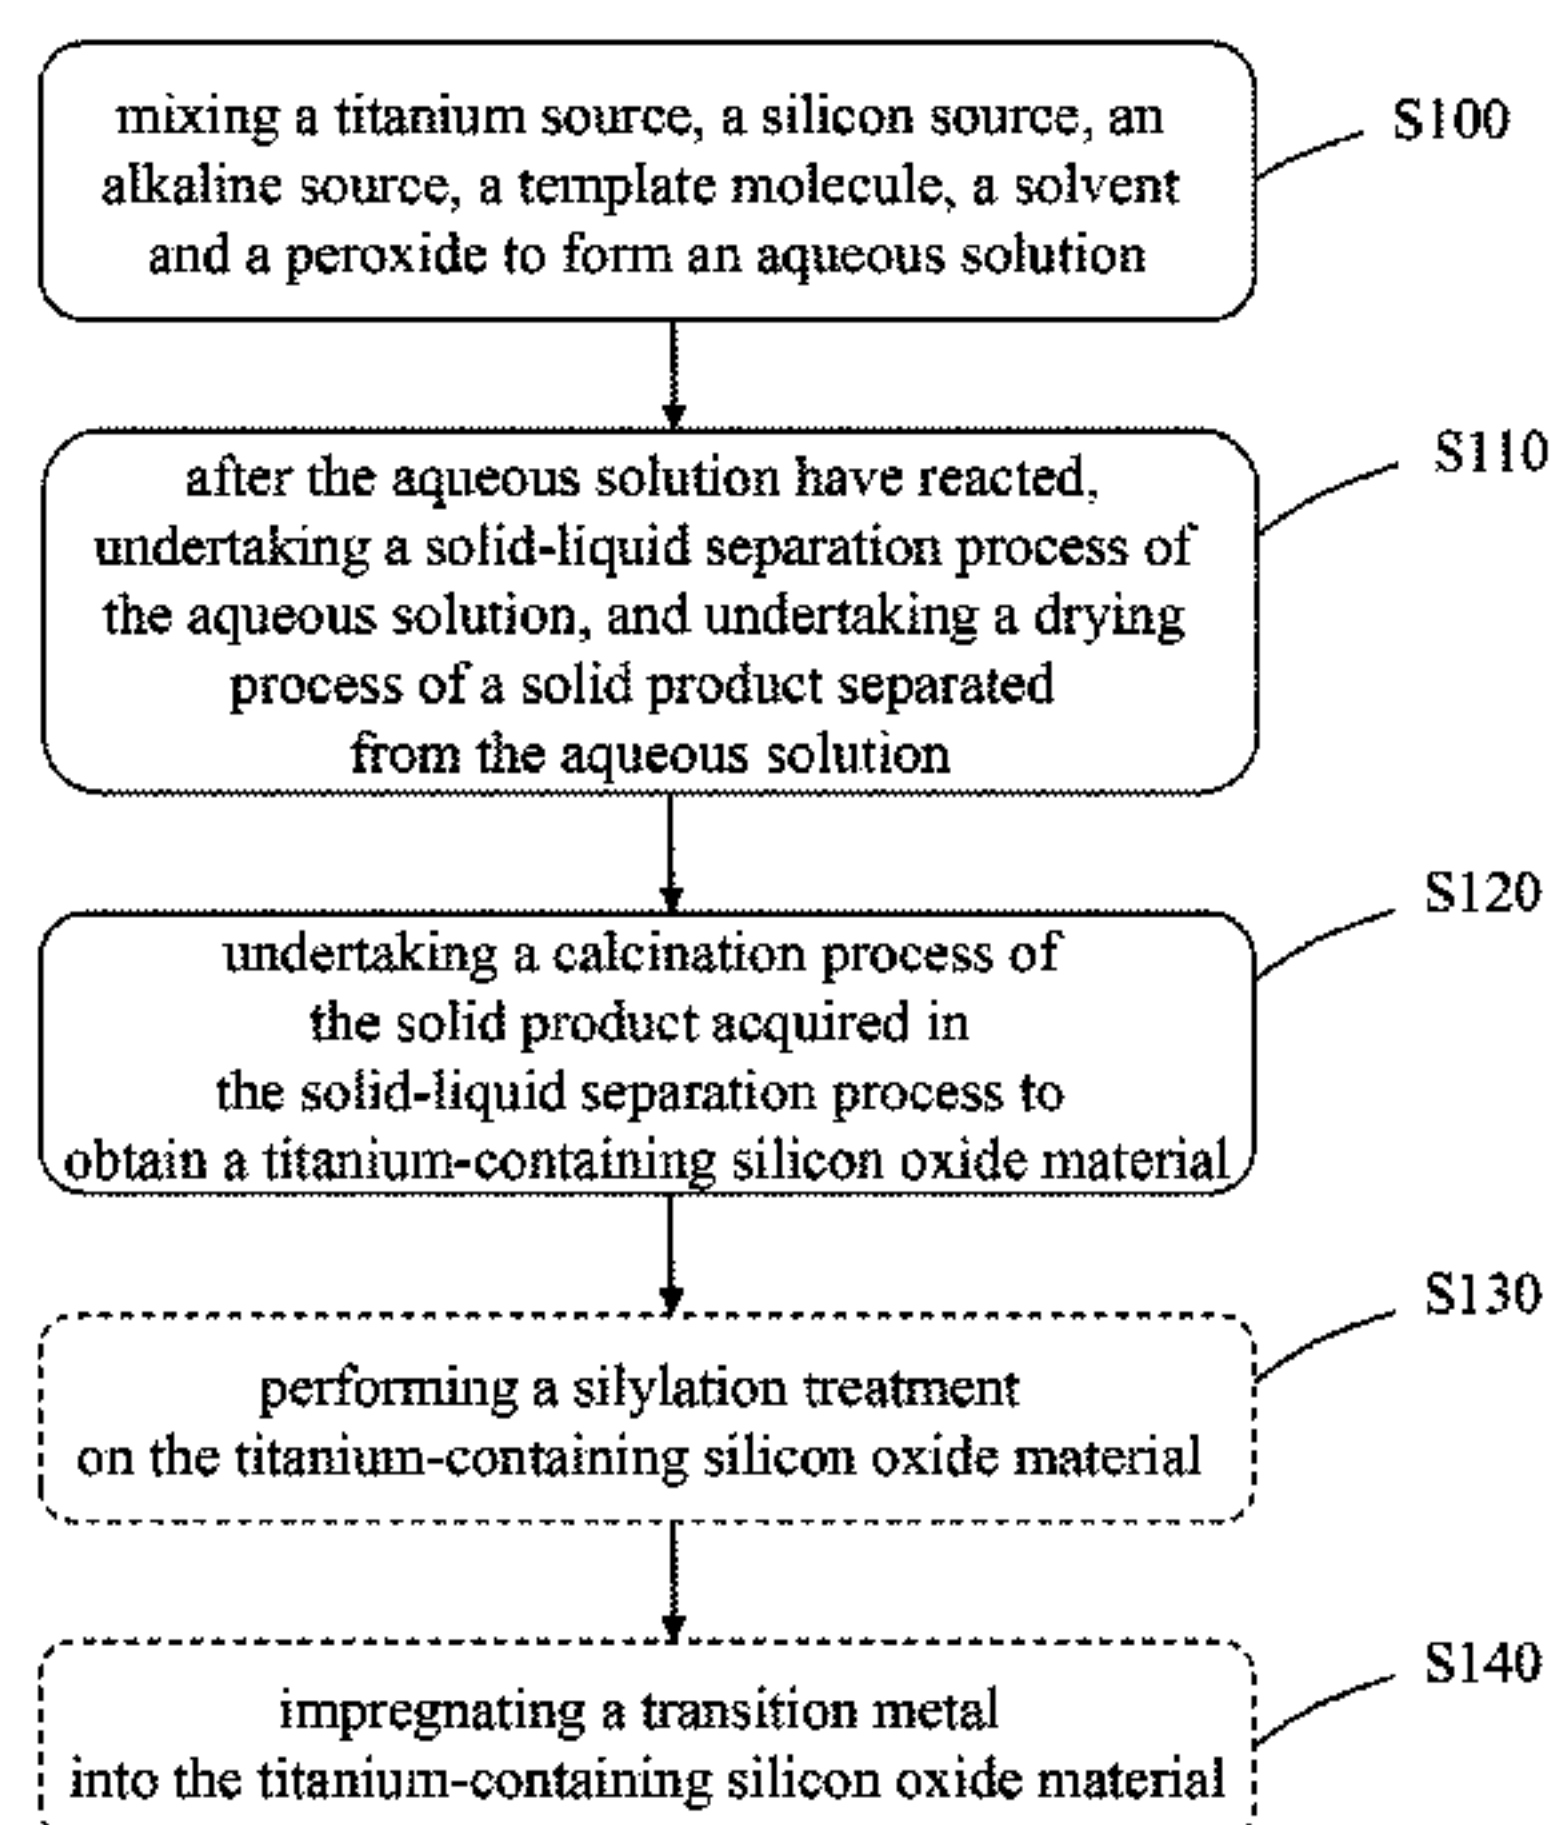 mixing a titanium source, a silicon source, an
alkaline source, a template molecule, a solvent
and a peroxide to form an aqueous solution
S100
after the aqueous solution have reacted,
undertaking a solid-liquid separation process of
the aqueous solution, and undertaking a drying
process of a solid product separated
from the aqueous solution
S110
undertaking a calcination process of
the solid product acquired in
the solid-liquid separation process to
obtain a titanium-containing silicon oxide material
S120
performing a silylation treatment
on the titanium-containing silicon oxide material
S130
impregnating a transition metal
into the titanium-containing silicon oxide material
S140